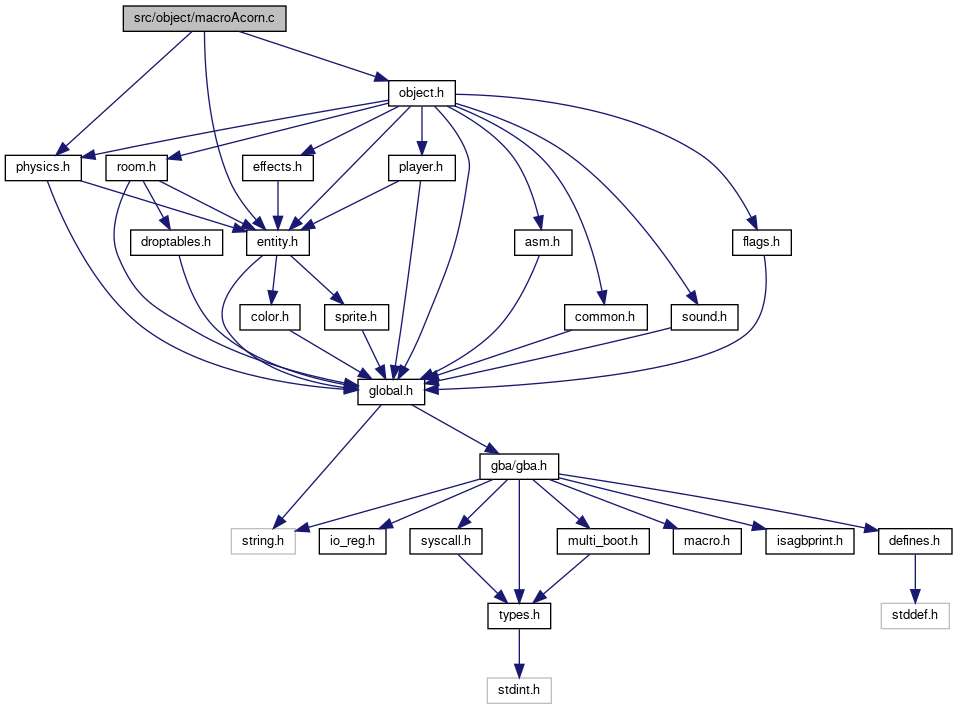 src/object/macroAcorn.c
object.h
physics.h
room.h
effects.h
player.h
droptables.h
entity.h
asm.h
flags.h
color.h
sprite.h
common.h
sound.h
global.h
gba/gba.h
string.h
io_reg.h
syscall.h
multi_boot.h
macro.h
isagbprint.h
defines.h
types.h
stddef.h
stdint.h